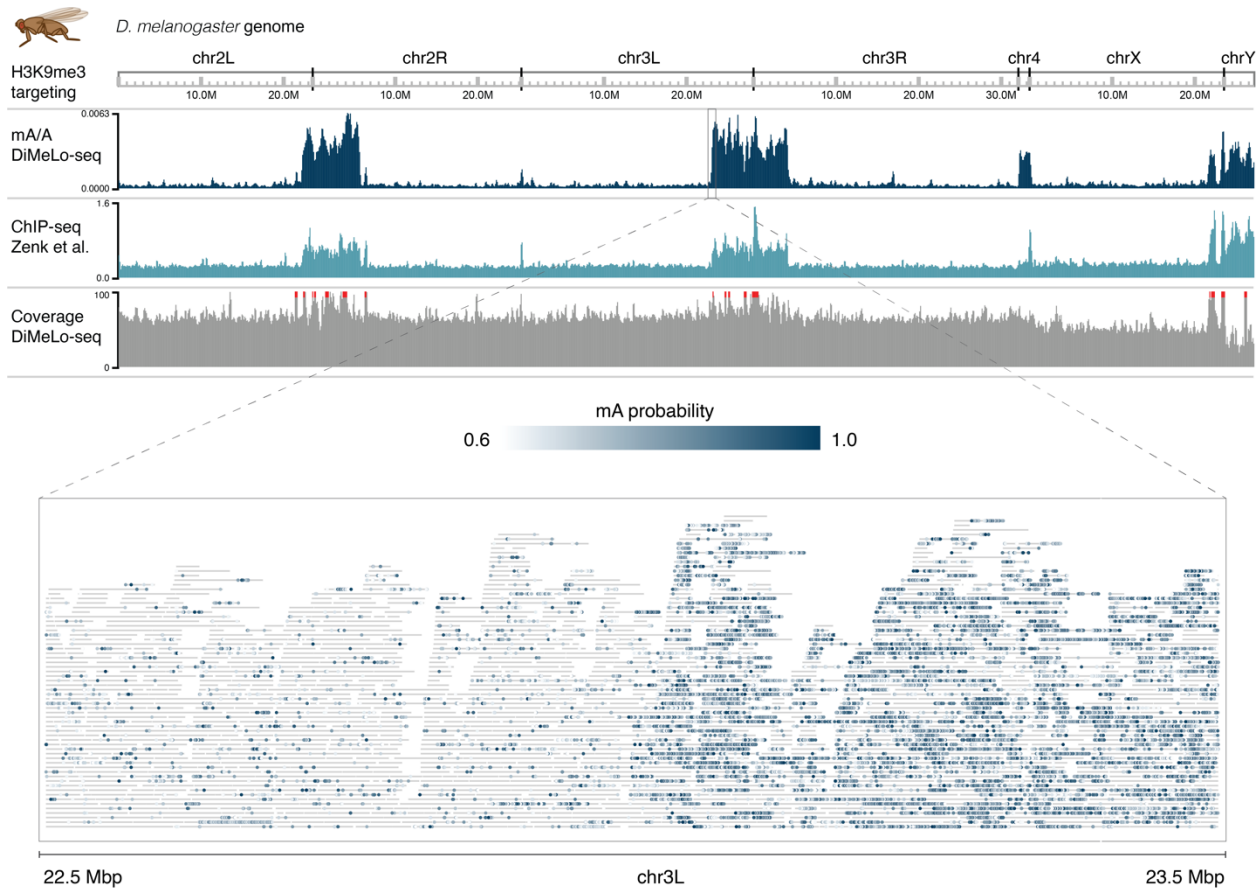 D. melanogaster genome
H3K9me3
targeting
chr2L chr2R chr3L chr3R chr4 chrX chrY
10.0M 20.0M 10.0M 20.0M 10.0M 20.0M 10.0M 20.0M 30.0M 10.0M 20.0M
mA/A
DiMeLo-seq
0.0063
0.0000
ChIP-seq
Zenk et al.
1.6
0.0
Coverage
DiMeLo-seq
100
0
mA probability
0.6 1.0
22.5 Mbp chr3L 23.5 Mbp